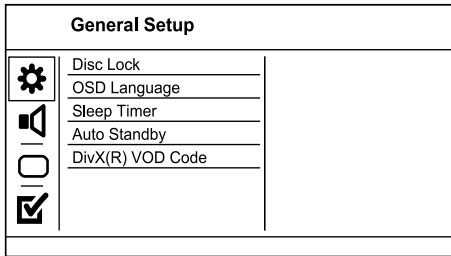 General Setup
Disc Lock
OSD Language
Sleep Timer
Auto Standby
DivX(R) VOD Code